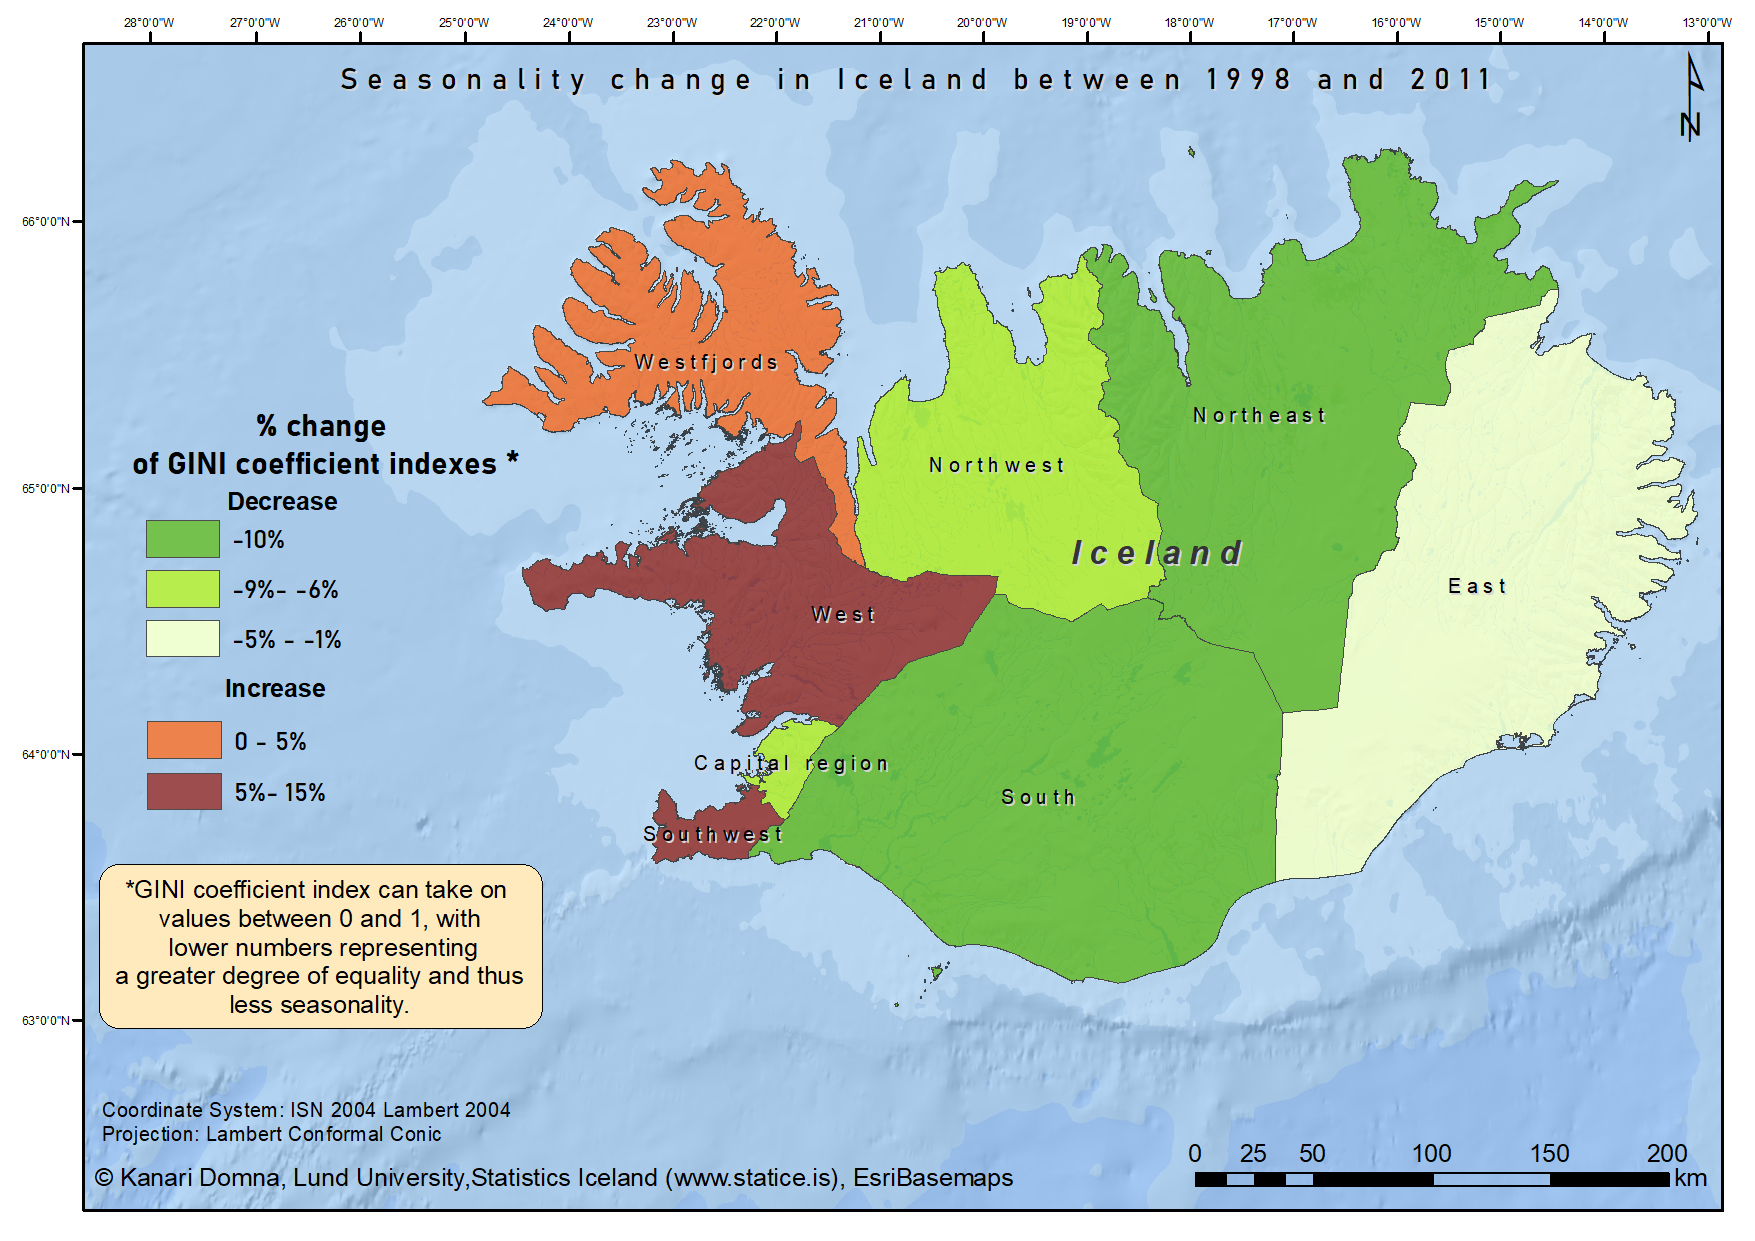 28°0'0"W 27°0'0"W 26°0'0"W 25°0'0"W 24°0'0"W 23°0'0"W 22°0'0"W 21°0'0"W 20°0'0"W 19°0'0"W 18°0'0"W 17°0'0"W 16°0'0"W 15°0'0"W 14°0'0"W 13°0'0"W
Seasonality change in Iceland between 1998 and 2011
N
66°0'0"N
65°0'0"N
64°0'0"N
63°0'0"N
Westfjords
Northeast
Northwest
Iceland
East
West
Capital region
South
Southwest
% change
of GINI coefficient indexes *
Decrease
-10%
-9%- -6%
-5% - -1%
Increase
0 - 5%
5%- 15%
*GINI coefficient index can take on
values between 0 and 1, with
lower numbers representing
a greater degree of equality and thus
less seasonality.
Coordinate System: ISN 2004 Lambert 2004
Projection: Lambert Conformal Conic
© Kanari Domna, Lund University,Statistics Iceland (www.statice.is), EsriBasemaps
0 25 50 100 150 200
km